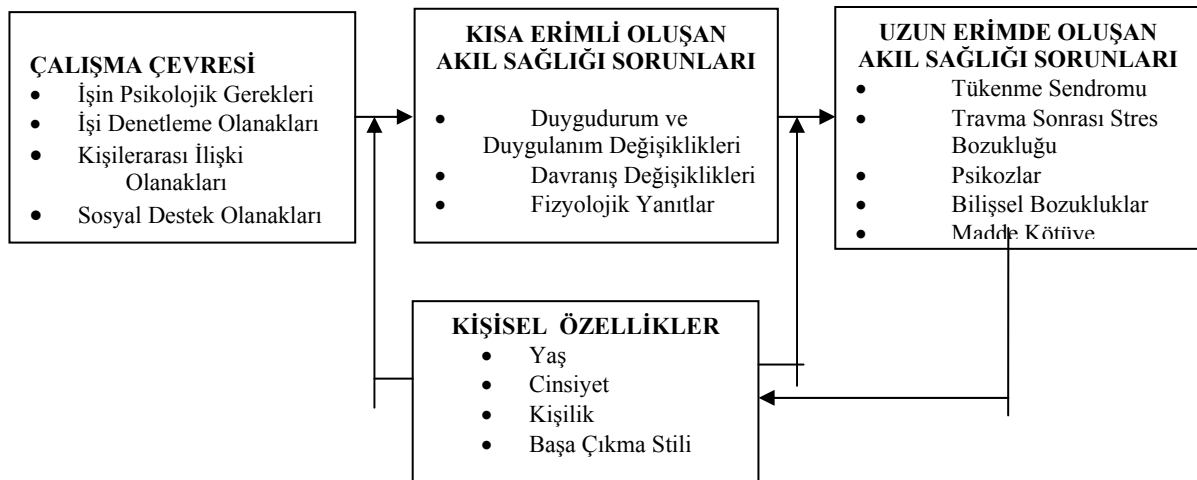 ÇALIŞMA ÇEVRESİ
• İşin Psikolojik Gerekleri
• İşi Denetleme Olanakları
• Kişilerarası İlişki
Olanakları
• Sosyal Destek Olanakları
KISA ERİMLİ OLUŞAN
AKIL SAĞLIĞI SORUNLARI
• Duygudurum ve
Duygulanım Değişiklikleri
• Davranış Değişiklikleri
• Fizyolojik Yanıtlar
UZUN ERİMDE OLUŞAN
AKIL SAĞLIĞI SORUNLARI
• Tükenme Sendromu
• Travma Sonrası Stres
Bozukluğu
• Psikozlar
• Bilişsel Bozukluklar
• Madde Kötüye
KİŞİSEL ÖZELLİKLER
• Yaş
• Cinsiyet
• Kişilik
• Başa Çıkma Stili